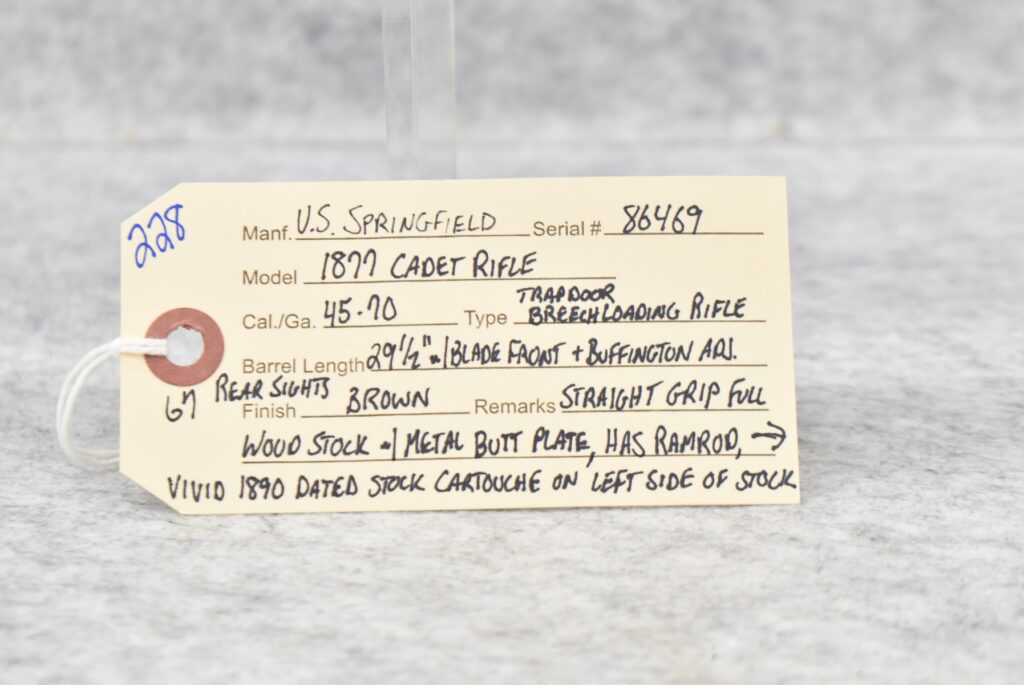 228
Manf. U.S. SPRINGFIELD Serial # 86469
Model 1877 CADET RIFLE
Cal./Ga. 45-70 Type TRAPDOOR BREECHLOADING RIFLE
Barrel Length 29 1/2" w/ BLADE FRONT + BUFFINGTON ADJ.
REAR SIGHTS
67 Finish BROWN Remarks STRAIGHT GRIP FULL
WOOD STOCK w/ METAL BUTT PLATE, HAS RAMROD, →
VIVID 1890 DATED STOCK CARTOUCHE ON LEFT SIDE OF STOCK